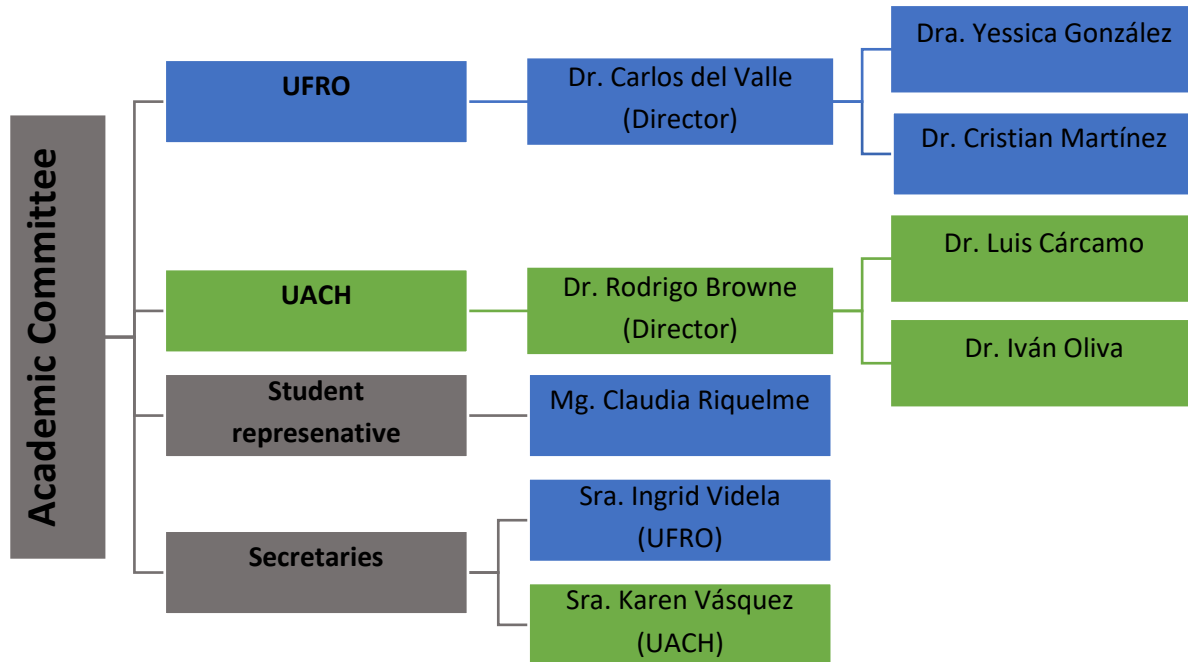 Academic Committee
UFRO
Dr. Carlos del Valle
(Director)
Dra. Yessica González
Dr. Cristian Martínez
UACH
Dr. Rodrigo Browne
(Director)
Dr. Luis Cárcamo
Dr. Iván Oliva
Student
represenative
Mg. Claudia Riquelme
Secretaries
Sra. Ingrid Videla
(UFRO)
Sra. Karen Vásquez
(UACH)